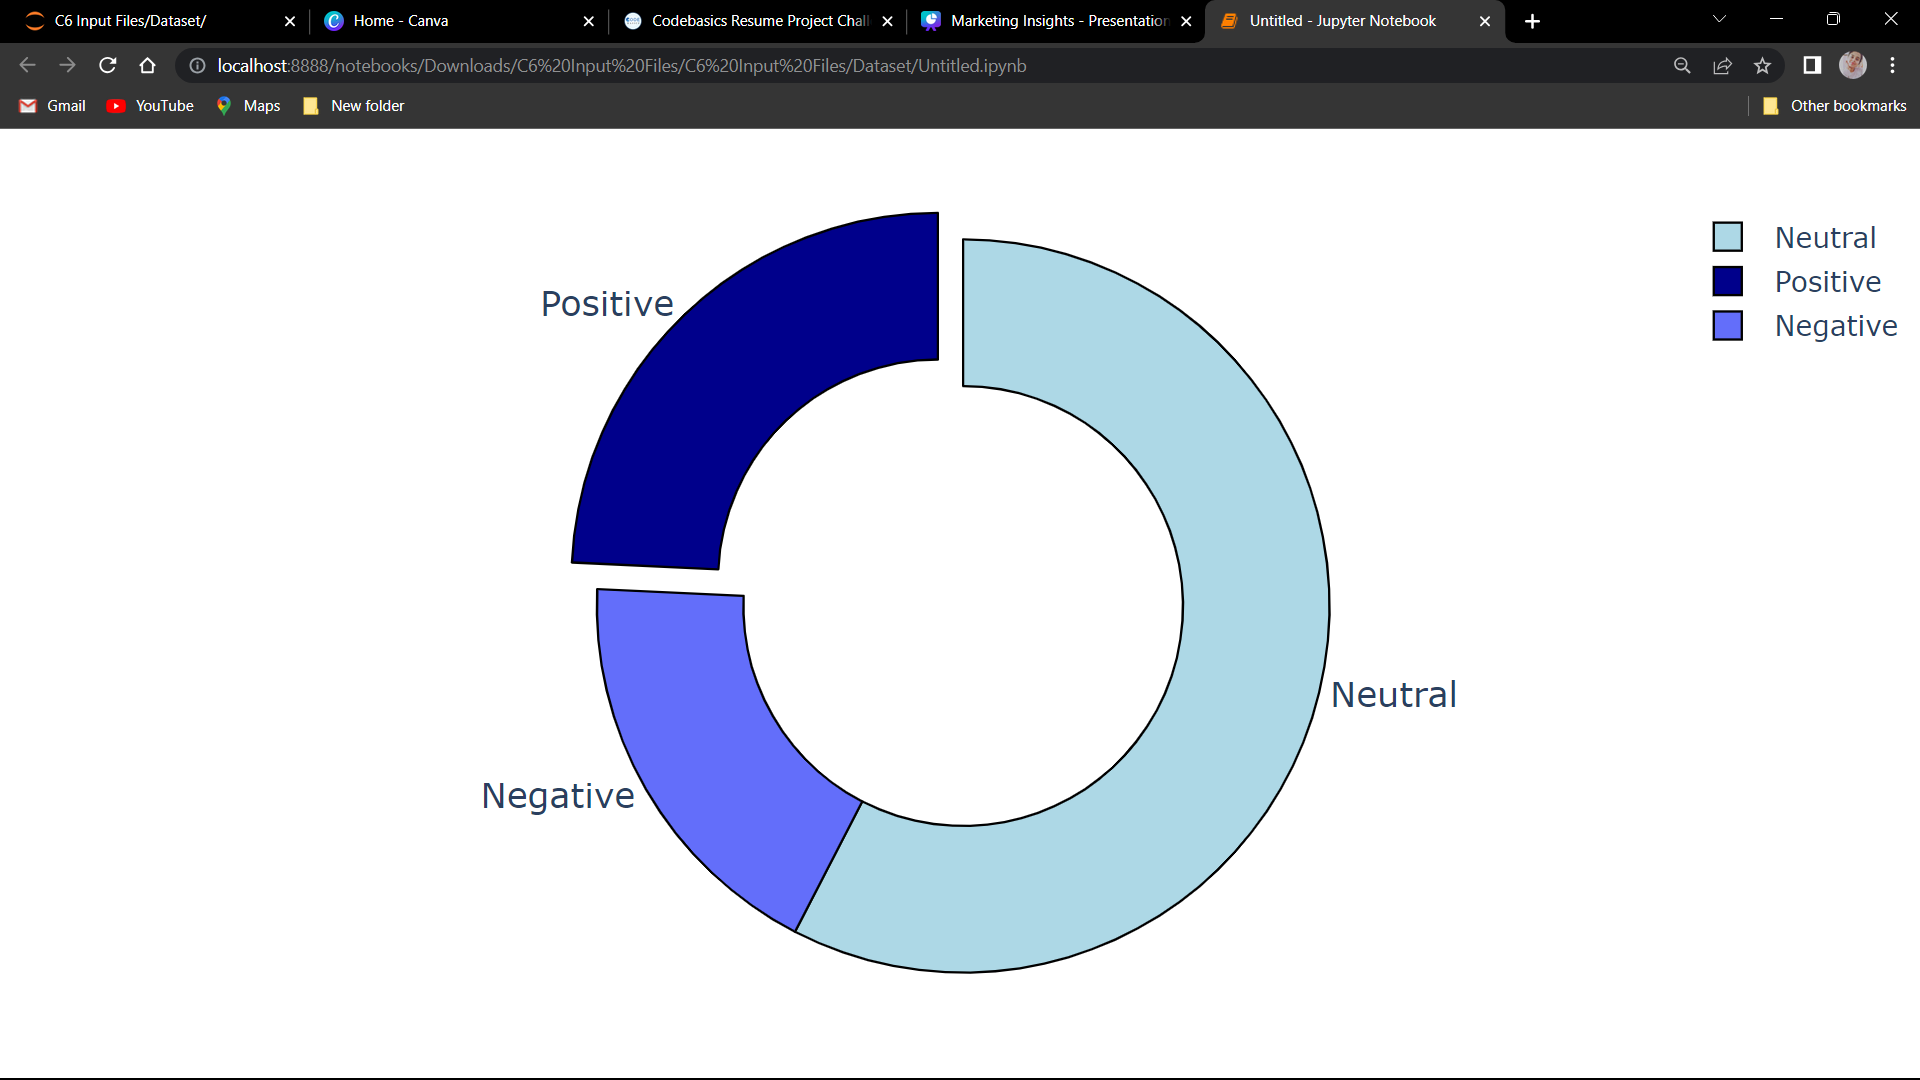 C6 Input Files/Dataset/
Home - Canva
Codebasics Resume Project Chal
Marketing Insights - Presentation
Untitled - Jupyter Notebook
localhost:8888/notebooks/Downloads/C6%20Input%20Files/C6%20Input%20Files/Dataset/Untitled.ipynb
Gmail
YouTube
Maps
New folder
Other bookmarks
Neutral
Positive
Negative
Positive
Neutral
Negative